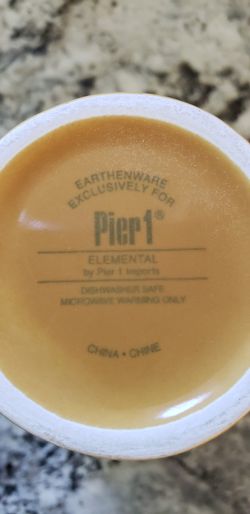 EARTHENWARE
EXCLUSIVELY FOR
Pier 1®
ELEMENTAL
by Pier 1 Imports
DISHWASHER SAFE
MICROWAVE WARMING ONLY
CHINA • CHINE